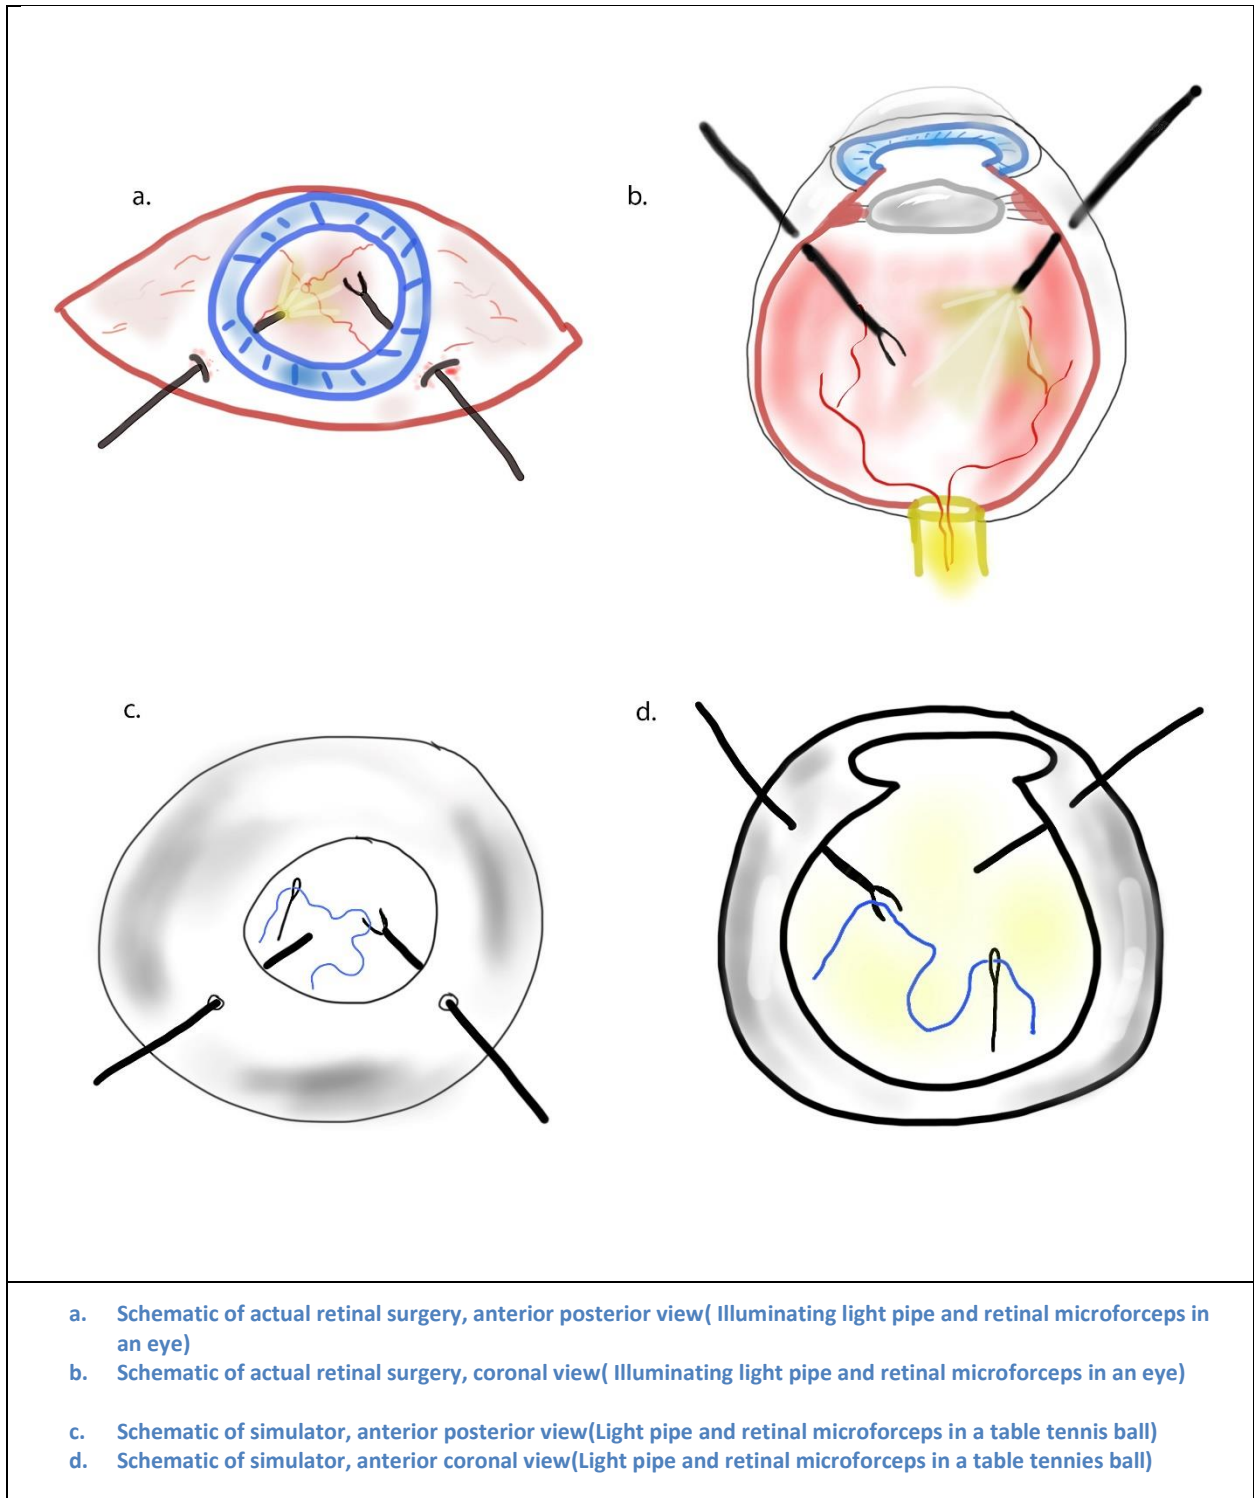 a.
b.
c.
d.
a. Schematic of actual retinal surgery, anterior posterior view( Illuminating light pipe and retinal microforceps in
an eye)
b. Schematic of actual retinal surgery, coronal view( Illuminating light pipe and retinal microforceps in an eye)
c. Schematic of simulator, anterior posterior view(Light pipe and retinal microforceps in a table tennis ball)
d. Schematic of simulator, anterior coronal view(Light pipe and retinal microforceps in a table tennies ball)